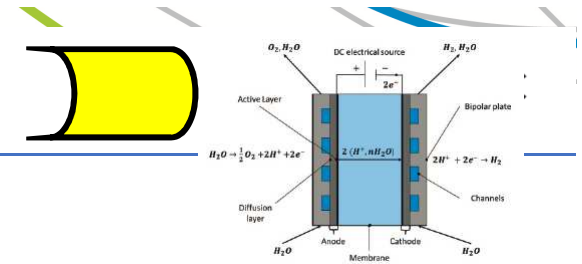 O₂, H₂O
H₂, H₂O
DC electrical source
+ −
2e⁻
Active Layer
Bipolar plate
H₂O → ½O₂ + 2H⁺ + 2e⁻
2 (H⁺, nH₂O)
2H⁺ + 2e⁻ → H₂
Channels
Diffusion
layer
Anode
Cathode
H₂O
H₂O
Membrane